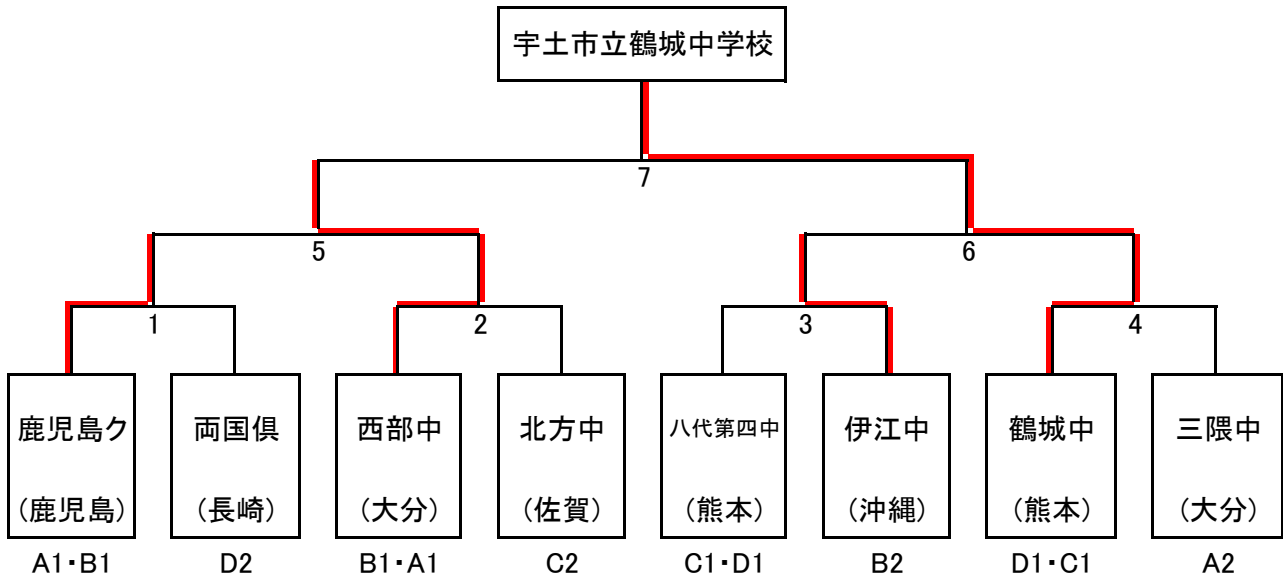 宇土市立鶴城中学校
7
5
6
1
2
3
4
鹿児島ク
(鹿児島)
両国倶
(長崎)
西部中
(大分)
北方中
(佐賀)
八代第四中
(熊本)
伊江中
(沖縄)
鶴城中
(熊本)
三隈中
(大分)
A1・B1
D2
B1・A1
C2
C1・D1
B2
D1・C1
A2